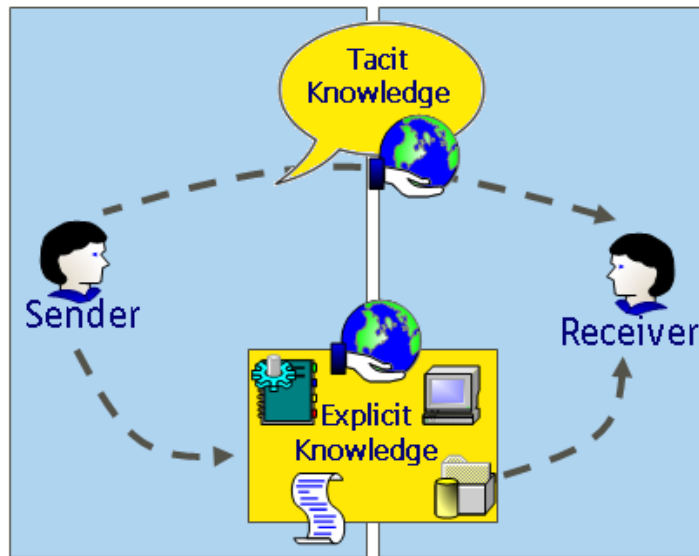 Tacit
Knowledge
Sender
Receiver
Explicit
Knowledge